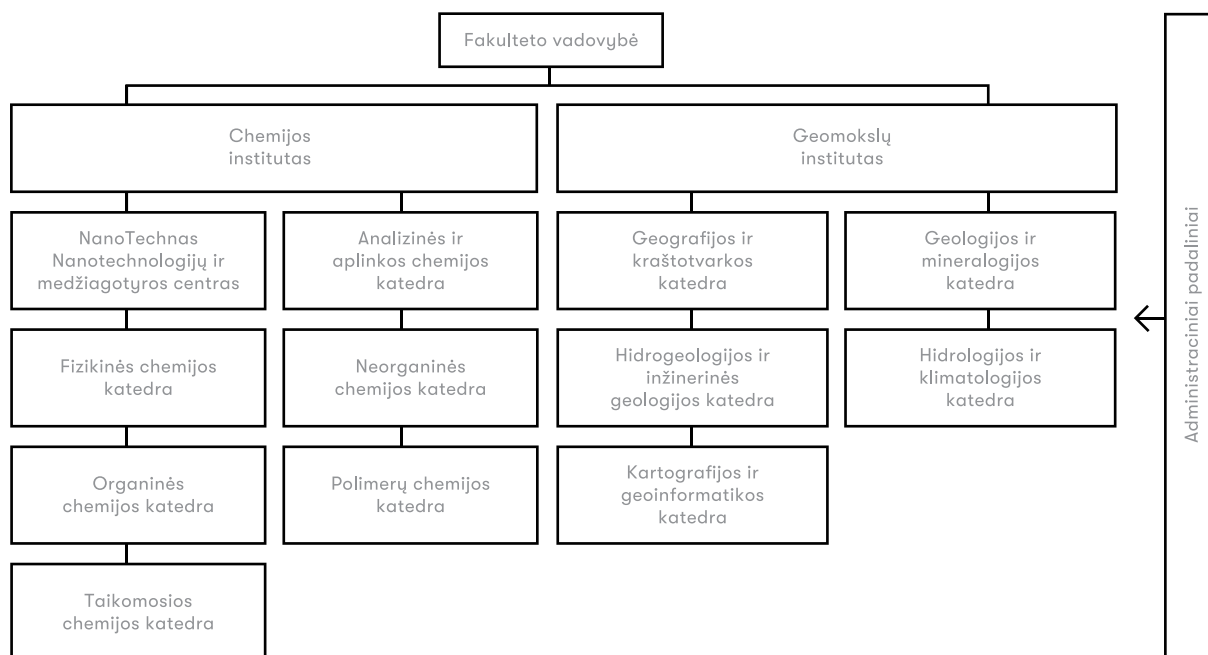 Fakulteto vadovybė
Chemijos
institutas
Geomokslų
institutas
NanoTechnas
Nanotechnologijų ir
medžiagotyros centras
Analizinės ir
aplinkos chemijos
katedra
Geografijos ir
kraštotvarkos
katedra
Geologijos ir
mineralogijos
katedra
Fizikinės chemijos
katedra
Neorganinės
chemijos katedra
Hidrogeologijos ir
inžinerinės
geologijos katedra
Hidrologijos ir
klimatologijos
katedra
Organinės
chemijos katedra
Polimerų chemijos
katedra
Kartografijos ir
geoinformatikos
katedra
Taikomosios
chemijos katedra
Administraciniai padaliniai